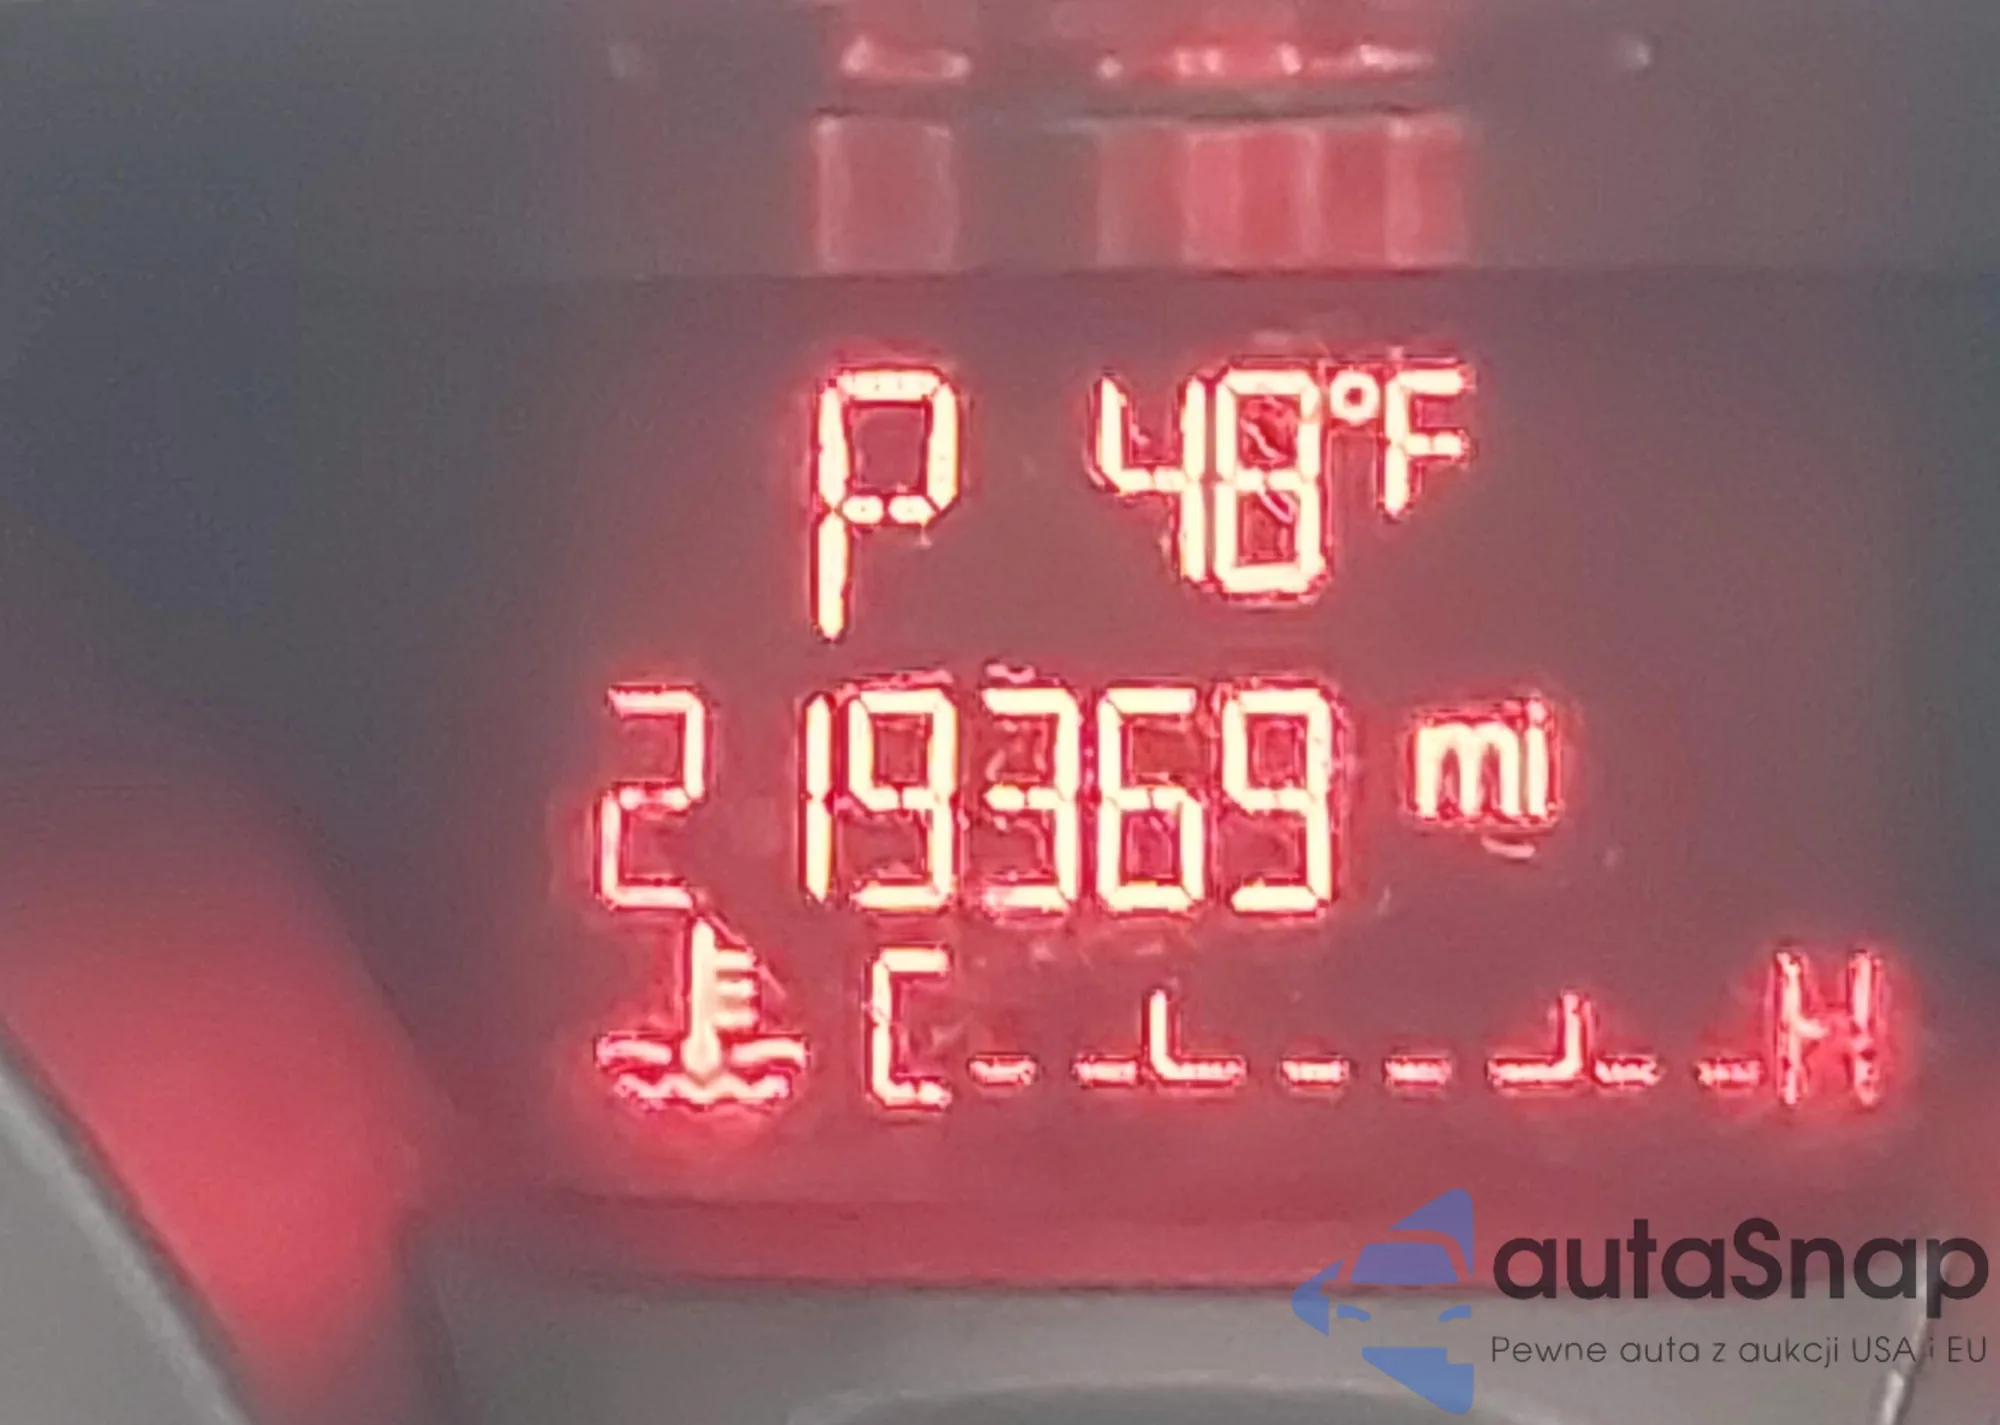 P 48°F
219369 mi
C H
autaSnap
Pewne auta z aukcji USA i EU